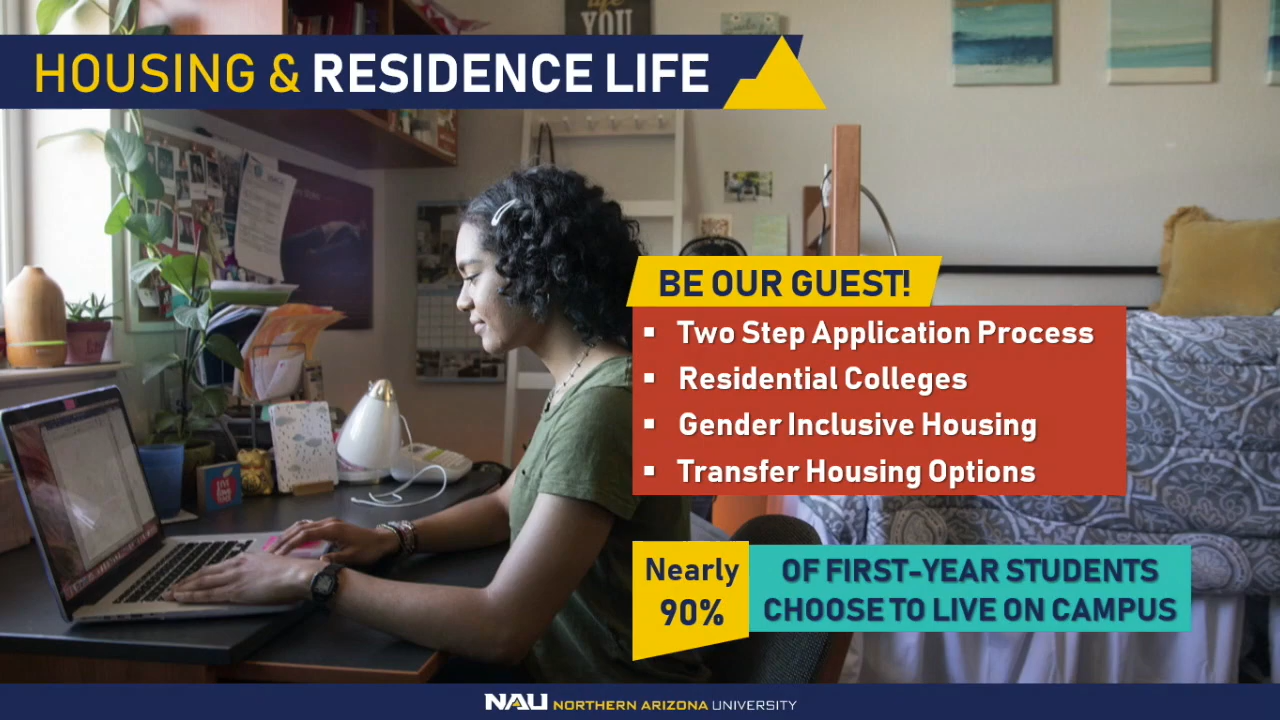 HOUSING & RESIDENCE LIFE
YOU
BE OUR GUEST!
▪ Two Step Application Process
▪ Residential Colleges
▪ Gender Inclusive Housing
▪ Transfer Housing Options
Nearly
90%
OF FIRST-YEAR STUDENTS
CHOOSE TO LIVE ON CAMPUS
NAU NORTHERN ARIZONA UNIVERSITY